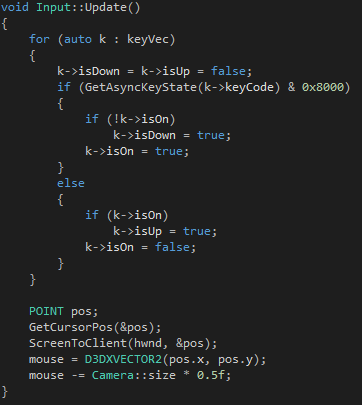 void Input::Update()
{
    for (auto k : keyVec)
    {
        k->isDown = k->isUp = false;
        if (GetAsyncKeyState(k->keyCode) & 0x8000)
        {
            if (!k->isOn)
                k->isDown = true;
            k->isOn = true;
        }
        else
        {
            if (k->isOn)
                k->isUp = true;
            k->isOn = false;
        }
    }

    POINT pos;
    GetCursorPos(&pos);
    ScreenToClient(hwnd, &pos);
    mouse = D3DXVECTOR2(pos.x, pos.y);
    mouse -= Camera::size * 0.5f;
}